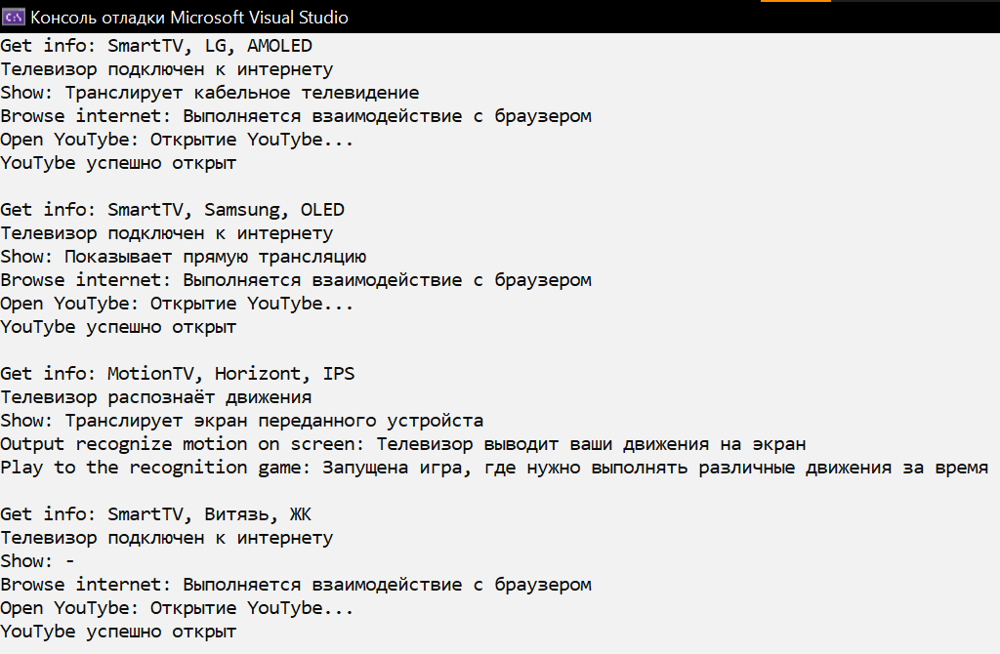 Консоль отладки Microsoft Visual Studio
Get info: SmartTV, LG, AMOLED
Телевизор подключен к интернету
Show: Транслирует кабельное телевидение
Browse internet: Выполняется взаимодействие с браузером
Open YouTybe: Открытие YouTybe...
YouTybe успешно открыт
Get info: SmartTV, Samsung, OLED
Телевизор подключен к интернету
Show: Показывает прямую трансляцию
Browse internet: Выполняется взаимодействие с браузером
Open YouTybe: Открытие YouTybe...
YouTybe успешно открыт
Get info: MotionTV, Horizont, IPS
Телевизор распознаёт движения
Show: Транслирует экран переданного устройста
Output recognize motion on screen: Телевизор выводит ваши движения на экран
Play to the recognition game: Запущена игра, где нужно выполнять различные движения за время
Get info: SmartTV, Витязь, ЖК
Телевизор подключен к интернету
Show: -
Browse internet: Выполняется взаимодействие с браузером
Open YouTybe: Открытие YouTybe...
YouTybe успешно открыт